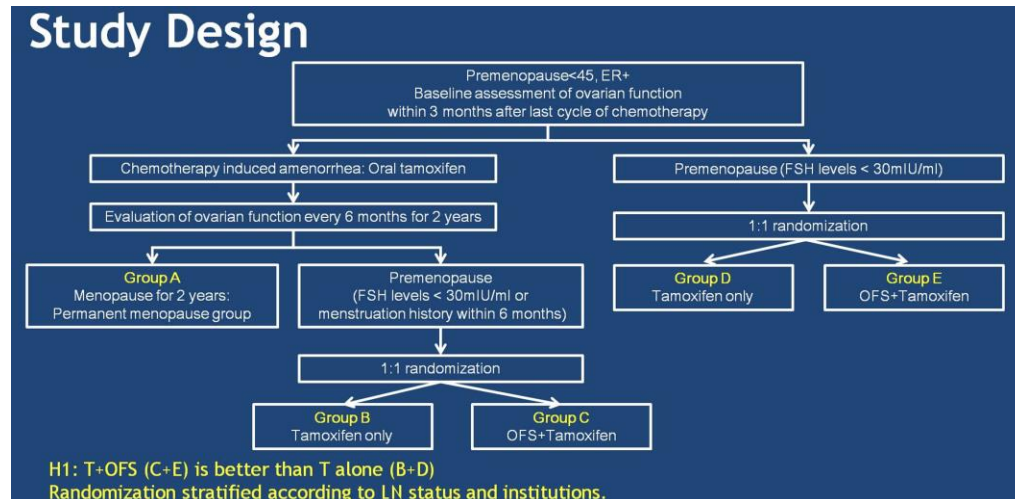 Study Design
Premenopause<45, ER+
Baseline assessment of ovarian function
within 3 months after last cycle of chemotherapy
Chemotherapy induced amenorrhea: Oral tamoxifen
Premenopause (FSH levels < 30mIU/ml)
Evaluation of ovarian function every 6 months for 2 years
1:1 randomization
Group A
Menopause for 2 years:
Permanent menopause group
Premenopause
(FSH levels < 30mIU/ml or
menstruation history within 6 months)
Group D
Tamoxifen only
Group E
OFS+Tamoxifen
1:1 randomization
Group B
Tamoxifen only
Group C
OFS+Tamoxifen
H1: T+OFS (C+E) is better than T alone (B+D)
Randomization stratified according to LN status and institutions.